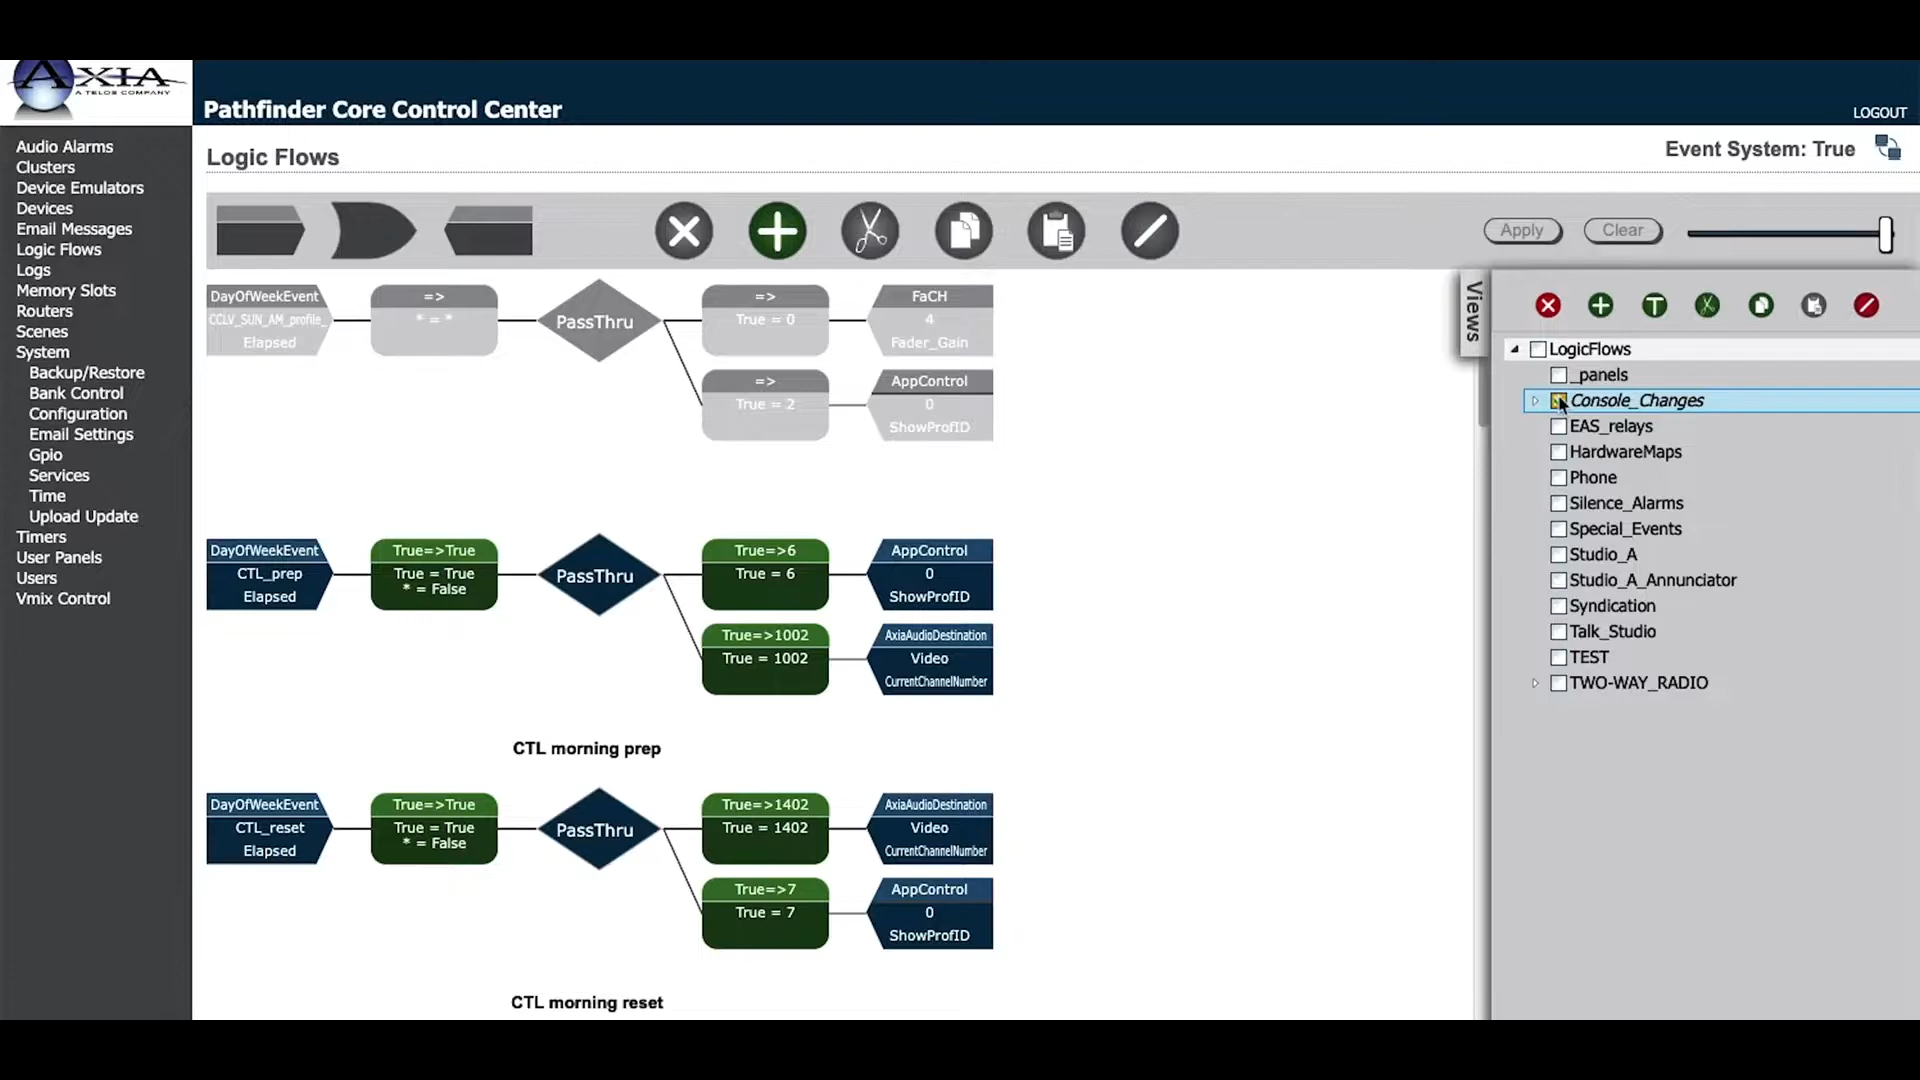 AXIA
A TELOS COMPANY
Pathfinder Core Control Center
LOGOUT
Audio Alarms
Clusters
Device Emulators
Devices
Email Messages
Logic Flows
Logs
Memory Slots
Routers
Scenes
System
Backup/Restore
Bank Control
Configuration
Email Settings
Gpio
Services
Time
Upload Update
Timers
User Panels
Users
Vmix Control
Logic Flows
Event System: True
Apply
Clear
DayOfWeekEvent
CCLV_SUN_AM_profile_
Elapsed
=>
* = *
PassThru
=>
True = 0
FaCH
4
Fader_Gain
=>
True = 2
AppControl
0
ShowProfID
DayOfWeekEvent
CTL_prep
Elapsed
True=>True
True = True
* = False
PassThru
True=>6
True = 6
AppControl
0
ShowProfID
True=>1002
True = 1002
AxiaAudioDestination
Video
CurrentChannelNumber
CTL morning prep
DayOfWeekEvent
CTL_reset
Elapsed
True=>True
True = True
* = False
PassThru
True=>1402
True = 1402
AxiaAudioDestination
Video
CurrentChannelNumber
True=>7
True = 7
AppControl
0
ShowProfID
CTL morning reset
Views
T
LogicFlows
_panels
Console_Changes
EAS_relays
HardwareMaps
Phone
Silence_Alarms
Special_Events
Studio_A
Studio_A_Annunciator
Syndication
Talk_Studio
TEST
TWO-WAY_RADIO